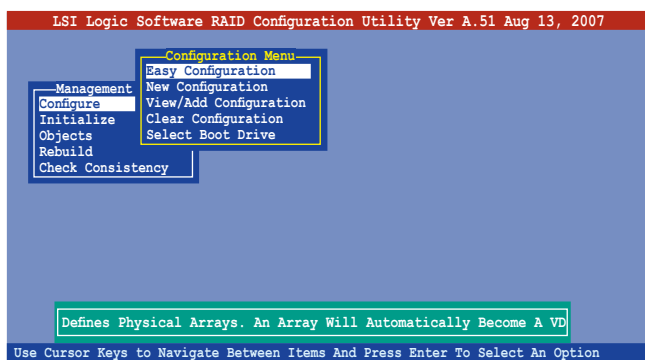 LSI Logic Software RAID Configuration Utility Ver A.51 Aug 13, 2007
Management
Configure
Initialize
Objects
Rebuild
Check Consistency
Configuration Menu
Easy Configuration
New Configuration
View/Add Configuration
Clear Configuration
Select Boot Drive
Defines Physical Arrays. An Array Will Automatically Become A VD
Use Cursor Keys to Navigate Between Items And Press Enter To Select An Option